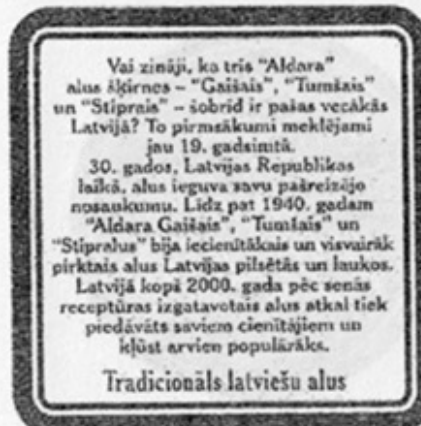 Vai zināji, ka trīs "Aldara"
alus šķirnes – "Gaišais", "Tumšais"
un "Stiprais" – šobrīd ir pašas vecākās
Latvijā? To pirmsākumi meklējami
jau 19. gadsimtā.
30. gados, Latvijas Republikas
laikā, alus ieguva savu pašreizējo
nosaukumu. Līdz pat 1940. gadam
"Aldara Gaišais", "Tumšais" un
"Stipralus" bija iecienītākais un visvairāk
pirktais alus Latvijas pilsētās un laukos.
Latvijā kopš 2000. gada pēc senās
receptūras izgatavotais alus atkal tiek
piedāvāts saviem cienītājiem un
kļūst arvien populārāks.
Tradicionāls latviešu alus